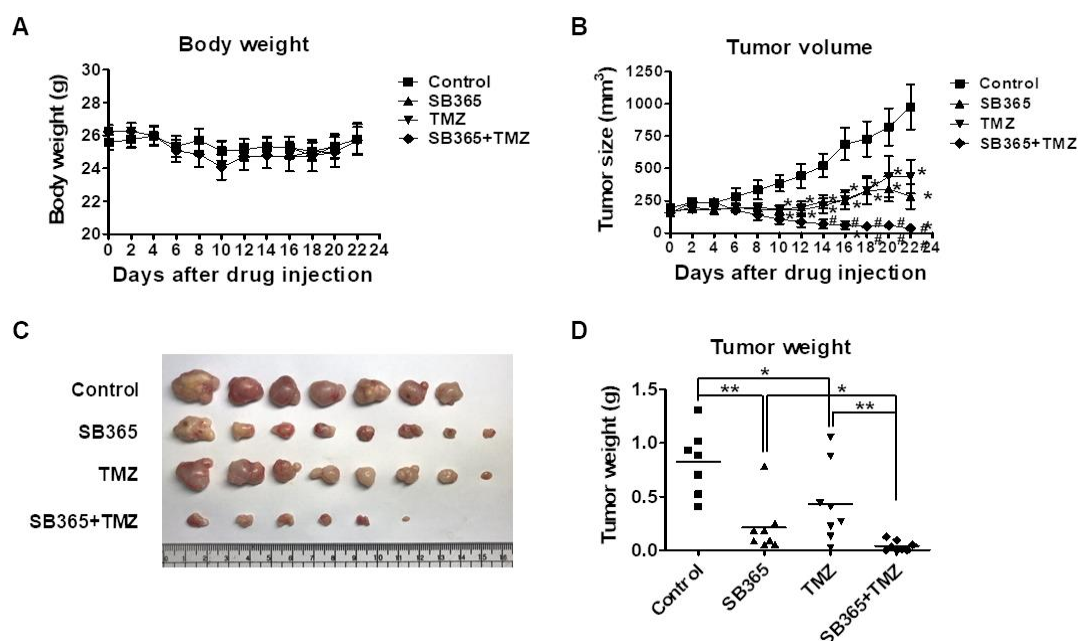 A
Body weight
Body weight (g)
30
28
26
24
22
20
0 2 4 6 8 10 12 14 16 18 20 22 24
Days after drug injection
Control
SB365
TMZ
SB365+TMZ
B
Tumor volume
Tumor size (mm³)
1250
1000
750
500
250
0
0 2 4 6 8 10 12 14 16 18 20 22 24
Days after drug injection
Control
SB365
TMZ
SB365+TMZ
C
Control
SB365
TMZ
SB365+TMZ
D
Tumor weight
Tumor weight (g)
1.5
1.0
0.5
0.0
* ** * **
Control
SB365
TMZ
SB365+TMZ